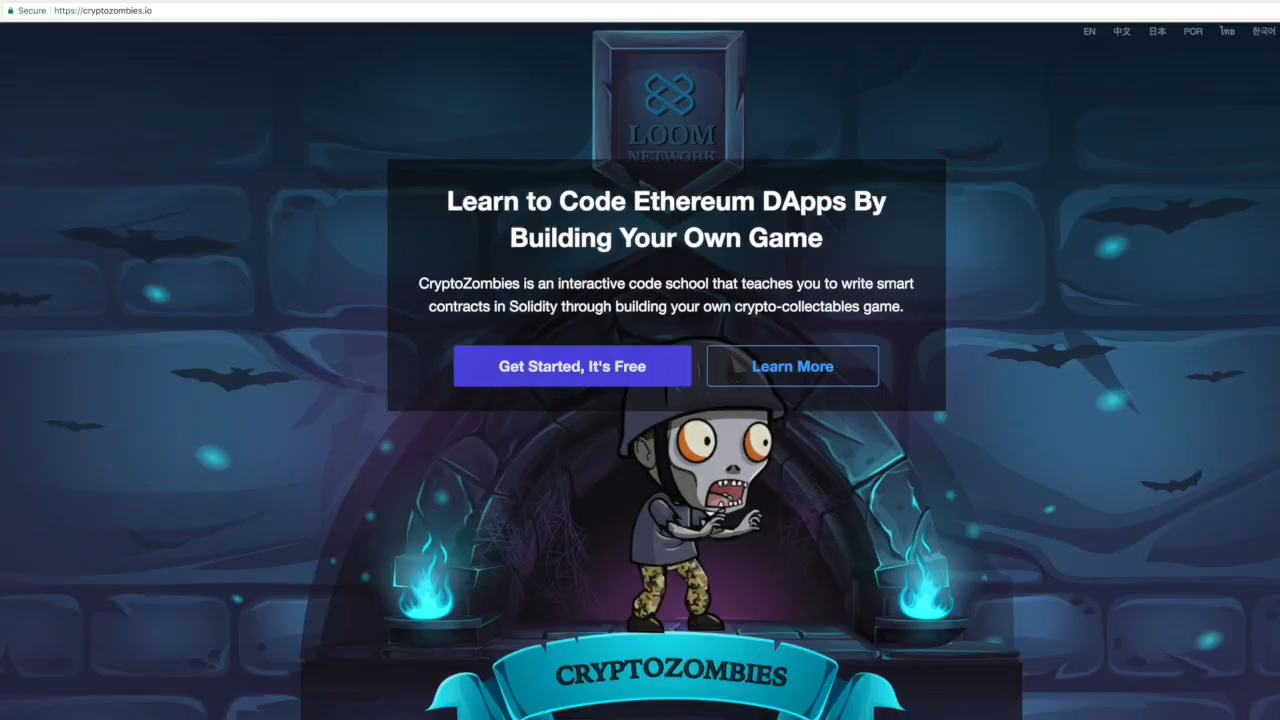 Secure
https://cryptozombies.io
EN 中文 日本 POR ไทย 한국어
LOOM
NETWORK
Learn to Code Ethereum DApps By
Building Your Own Game
CryptoZombies is an interactive code school that teaches you to write smart
contracts in Solidity through building your own crypto-collectables game.
Get Started, It's Free
Learn More
CRYPTOZOMBIES